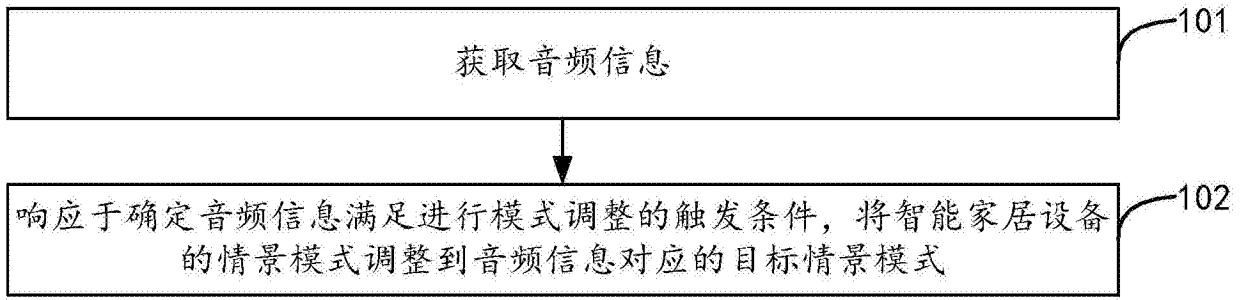 获取音频信息
101
响应于确定音频信息满足进行模式调整的触发条件，将智能家居设备
的情景模式调整到音频信息对应的目标情景模式
102